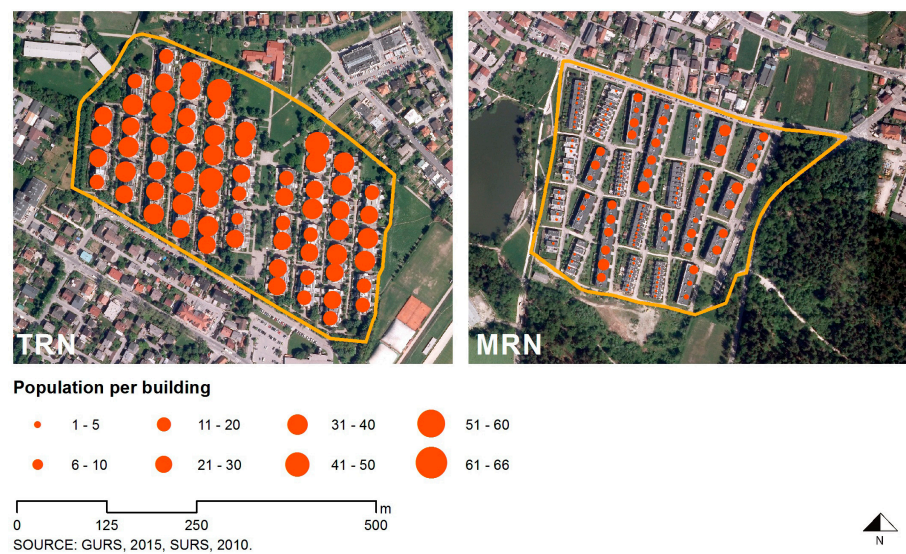 TRN
MRN
Population per building
1 - 5
11 - 20
31 - 40
51 - 60
6 - 10
21 - 30
41 - 50
61 - 66
m
0
125
250
500
SOURCE: GURS, 2015, SURS, 2010.
N